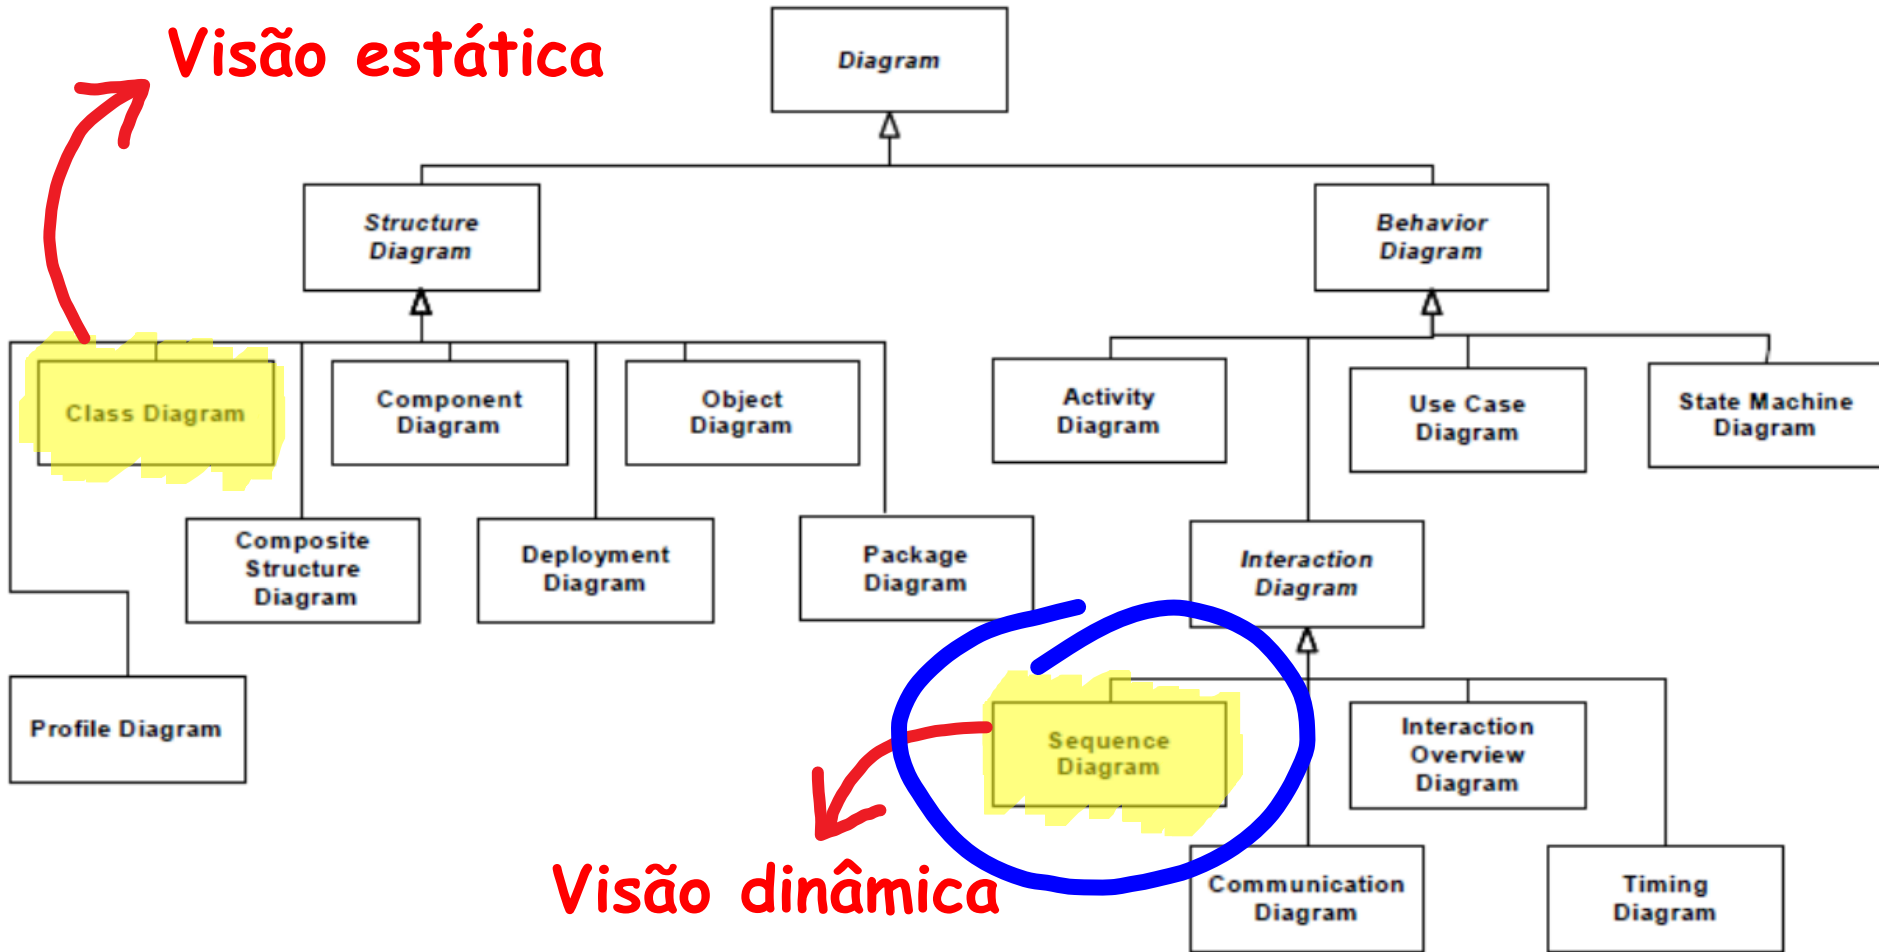 Visão estática
Diagram
Structure
Diagram
Behavior
Diagram
Class Diagram
Component
Diagram
Object
Diagram
Activity
Diagram
Use Case
Diagram
State Machine
Diagram
Composite
Structure
Diagram
Deployment
Diagram
Package
Diagram
Interaction
Diagram
Profile Diagram
Sequence
Diagram
Interaction
Overview
Diagram
Visão dinâmica
Communication
Diagram
Timing
Diagram